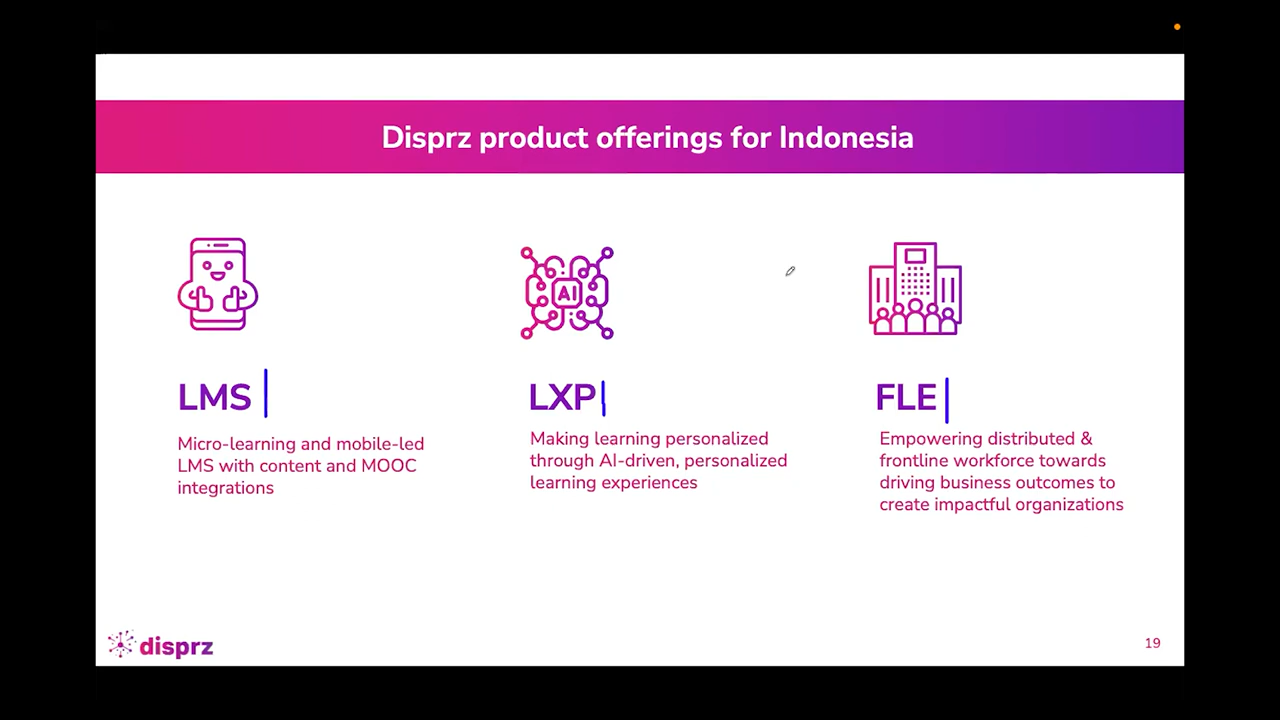 Disprz product offerings for Indonesia
AI
LMS
Micro-learning and mobile-led
LMS with content and MOOC
integrations
LXP
Making learning personalized
through AI-driven, personalized
learning experiences
FLE
Empowering distributed &
frontline workforce towards
driving business outcomes to
create impactful organizations
disprz
19